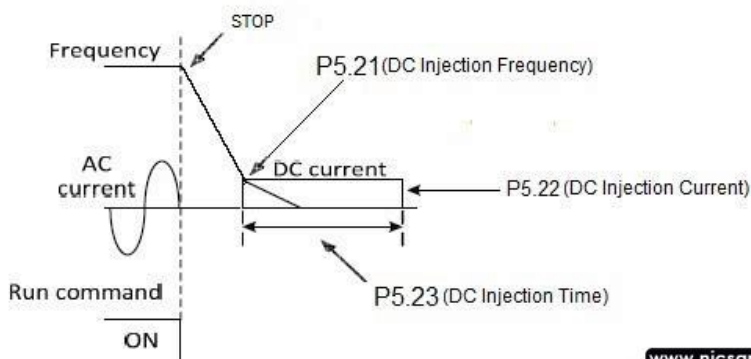 STOP
Frequency
P5.21 (DC Injection Frequency)
AC
current
DC current
P5.22 (DC Injection Current)
P5.23 (DC Injection Time)
Run command
ON